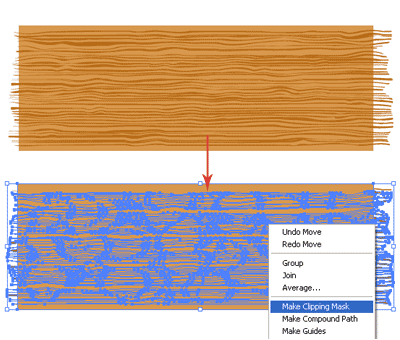 Undo Move
Redo Move
Group
Join
Average...
Make Clipping Mask
Make Compound Path
Make Guides